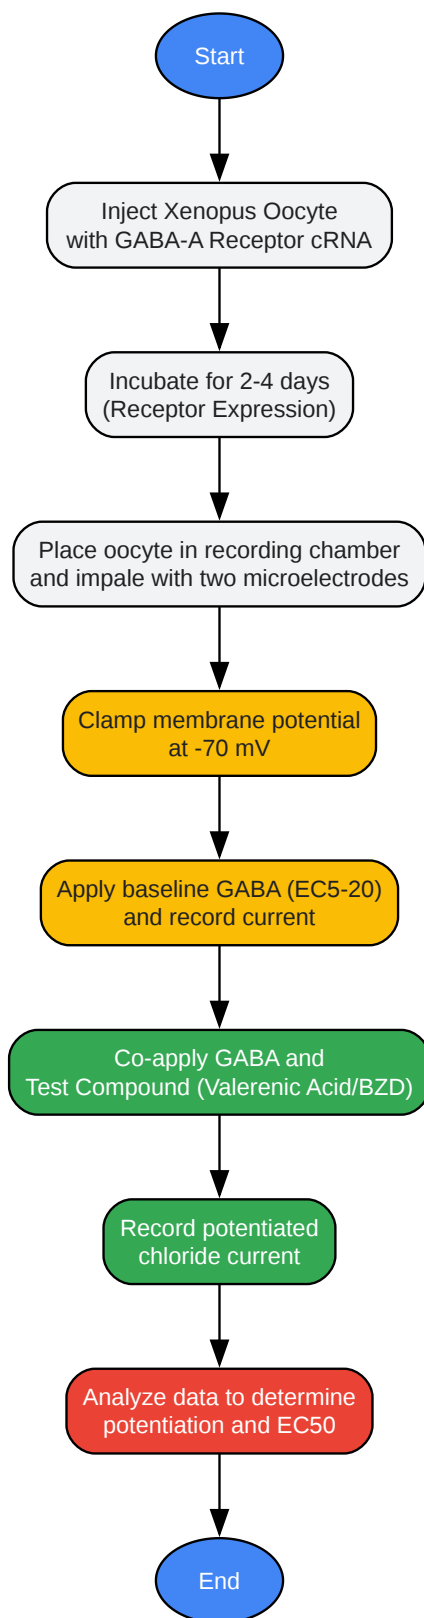 Start
Inject Xenopus Oocyte
with GABA-A Receptor cRNA
Incubate for 2-4 days
(Receptor Expression)
Place oocyte in recording chamber
and impale with two microelectrodes
Clamp membrane potential
at -70 mV
Apply baseline GABA (EC5-20)
and record current
Co-apply GABA and
Test Compound (Valerenic Acid/BZD)
Record potentiated
chloride current
Analyze data to determine
potentiation and EC50
End